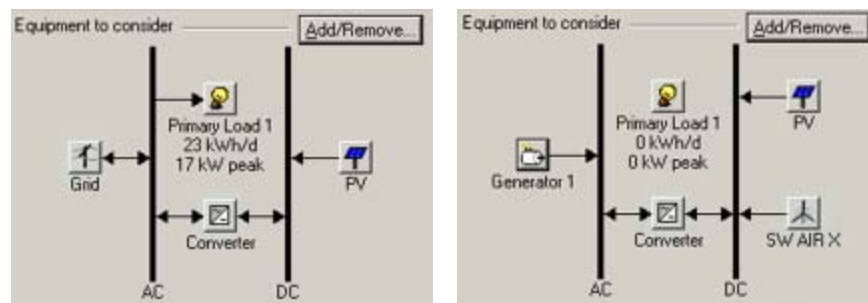 Equipment to consider
Add/Remove...
Primary Load 1
23 kWh/d
17 kW peak
Grid
PV
Converter
AC
DC
Equipment to consider
Add/Remove...
PV
Primary Load 1
0 kWh/d
0 kW peak
Generator 1
Converter
SW AIR X
AC
DC